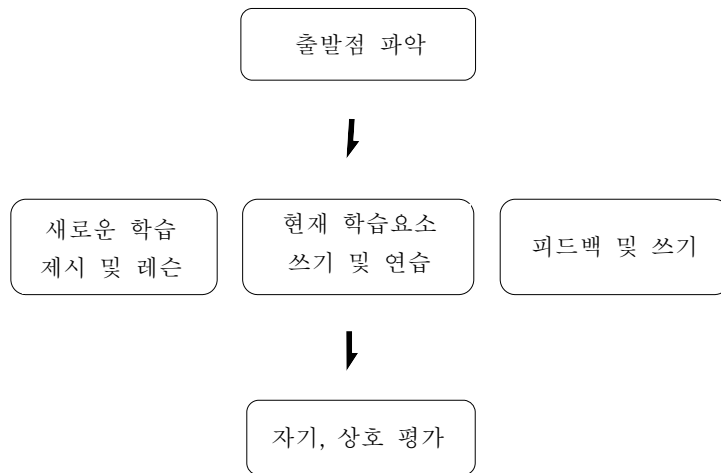 출발점 파악
새로운 학습
제시 및 레슨
현재 학습요소
쓰기 및 연습
피드백 및 쓰기
자기, 상호 평가